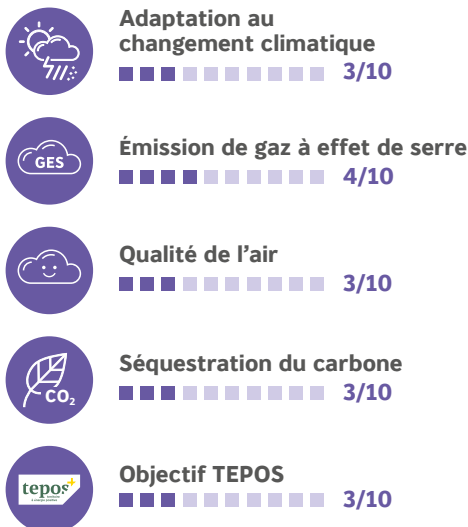 Adaptation au
changement climatique
3/10
GES
Émission de gaz à effet de serre
4/10
Qualité de l'air
3/10
CO₂
Séquestration du carbone
3/10
tepos+
Objectif TEPOS
3/10